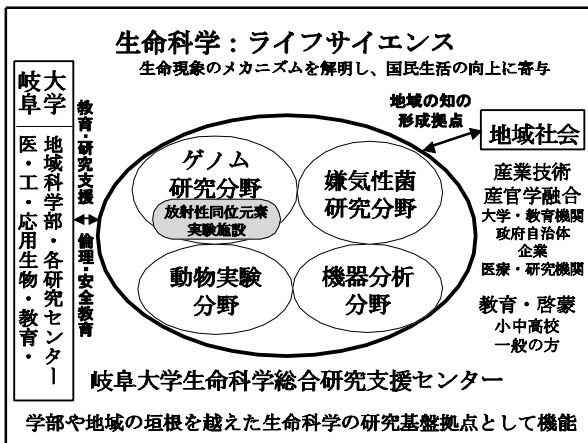 生命科学：ライフサイエンス
生命現象のメカニズムを解明し、国民生活の向上に寄与
岐阜
大学
医・工・応用生物・教育・
地域科学部・各研究センター
教育・研究支援
倫理・安全教育
ゲノム
研究分野
放射性同位元素
実験施設
嫌気性菌
研究分野
動物実験
分野
機器分析
分野
地域の知の
形成拠点
地域社会
産業技術
産官学融合
大学・教育機関
政府自治体
企業
医療・研究機関
教育・啓蒙
小中高校
一般の方
岐阜大学生命科学総合研究支援センター
学部や地域の垣根を越えた生命科学の研究基盤拠点として機能